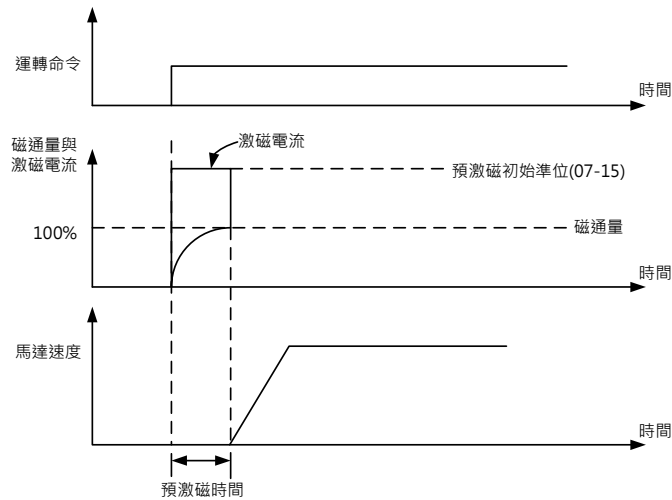 運轉命令
時間
磁通量與
激磁電流
激磁電流
預激磁初始準位(07-15)
100%
磁通量
時間
馬達速度
時間
預激磁時間